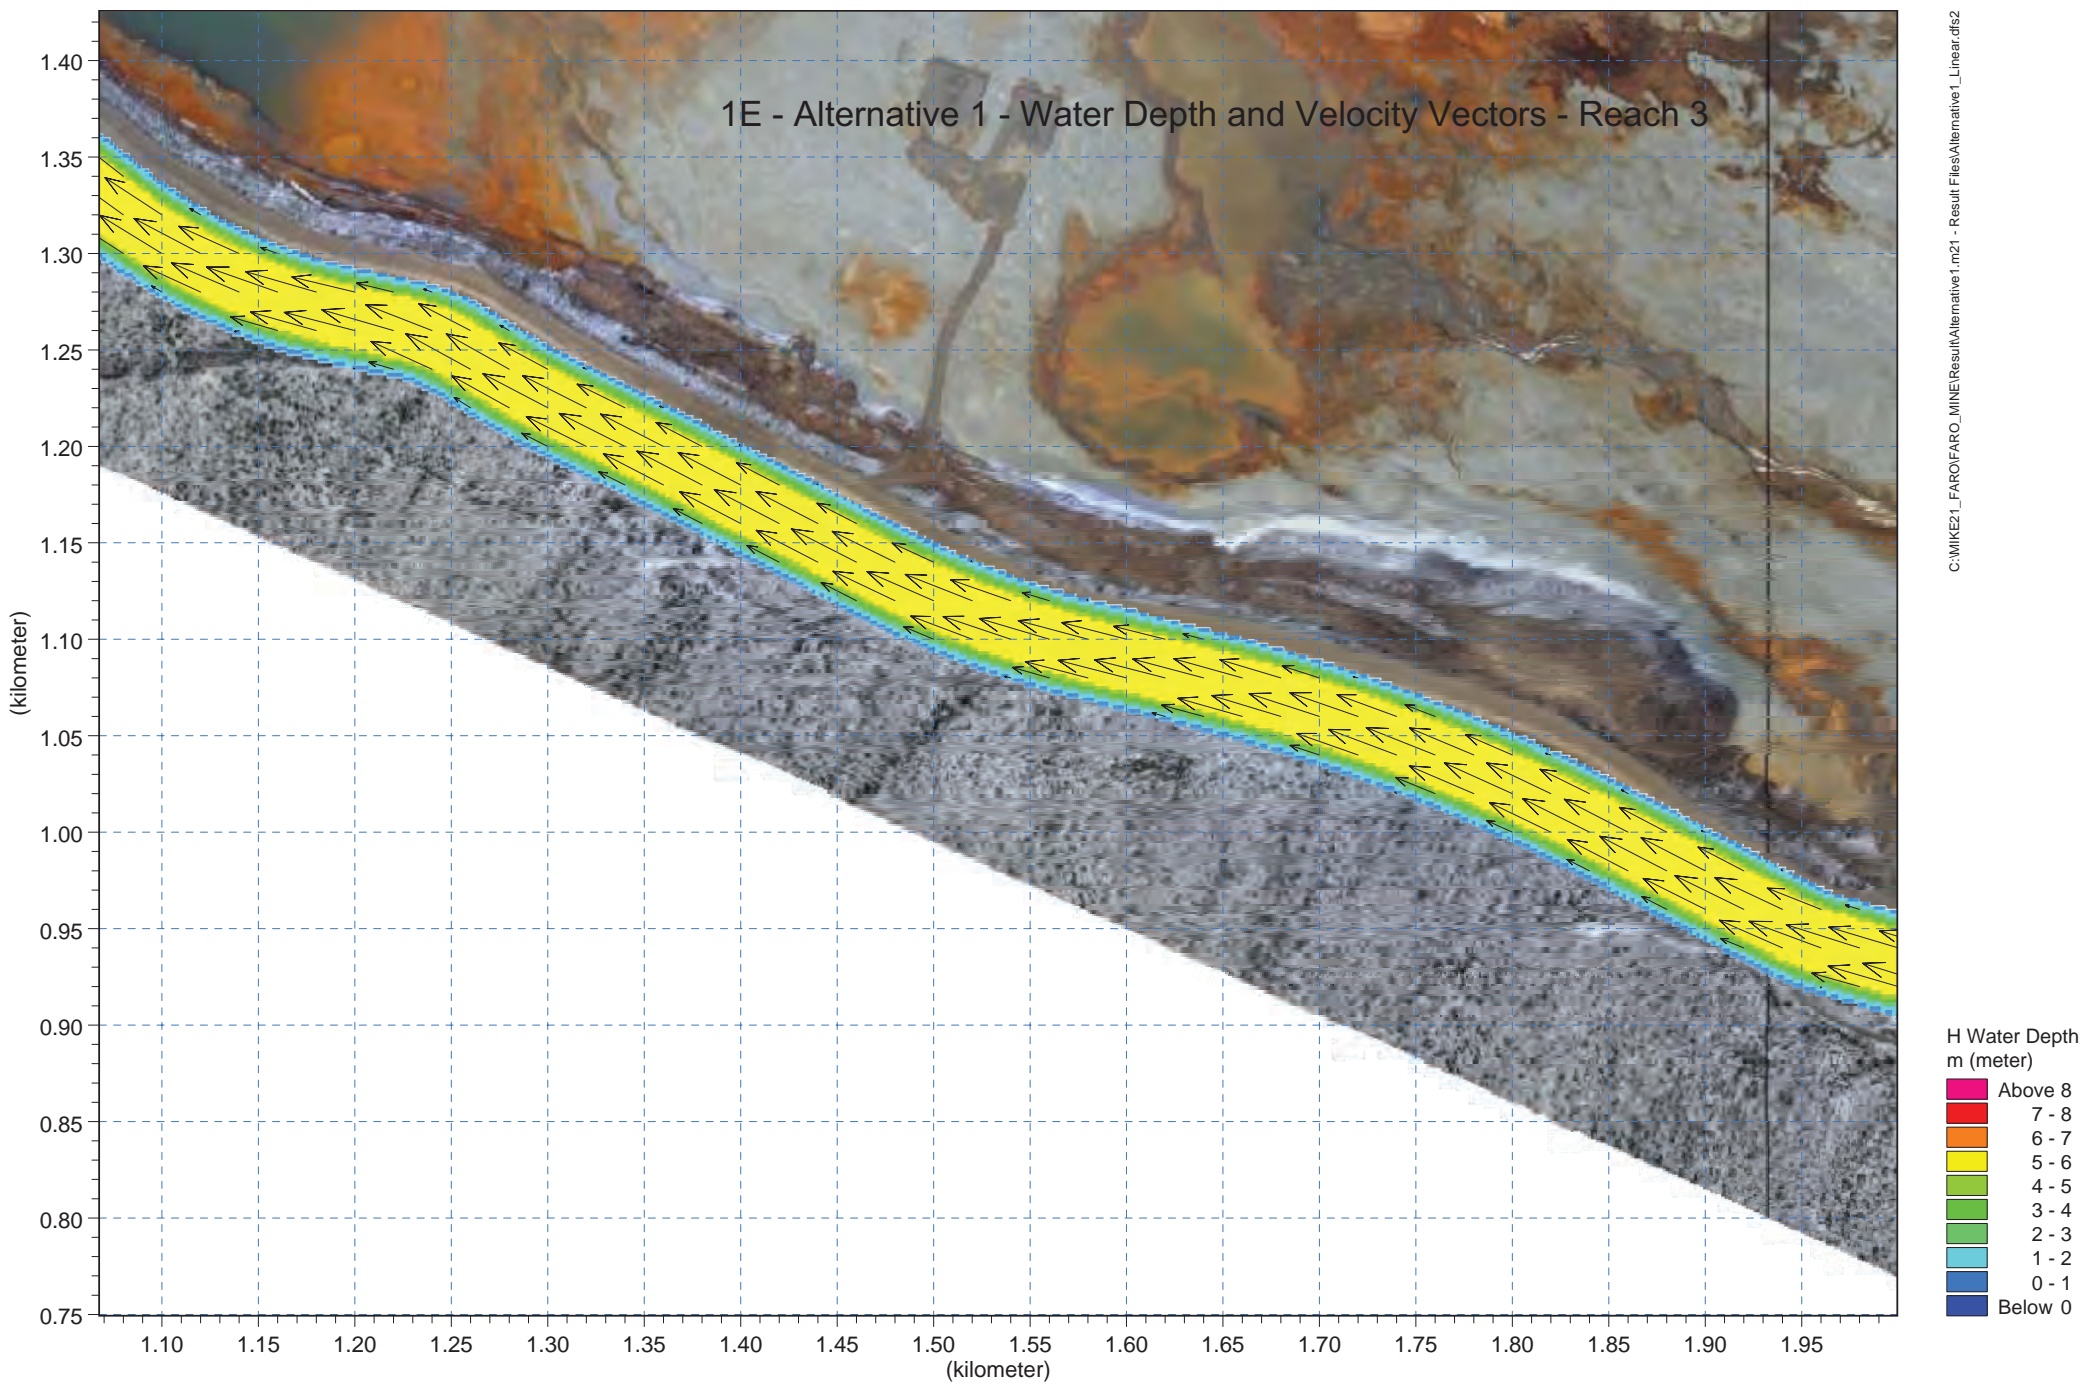 1E - Alternative 1 - Water Depth and Velocity Vectors - Reach 3
C:\MIKE21_FARO\FARO_MINE\Result\Alternative1.m21 - Result Files\Alternative1_Linear.dfs2
1.40
1.35
1.30
1.25
1.20
1.15
1.10
1.05
1.00
0.95
0.90
0.85
0.80
0.75
(kilometer)
1.10 1.15 1.20 1.25 1.30 1.35 1.40 1.45 1.50 1.55 1.60 1.65 1.70 1.75 1.80 1.85 1.90 1.95
(kilometer)
H Water Depth
m (meter)
Above 8
7 - 8
6 - 7
5 - 6
4 - 5
3 - 4
2 - 3
1 - 2
0 - 1
Below 0